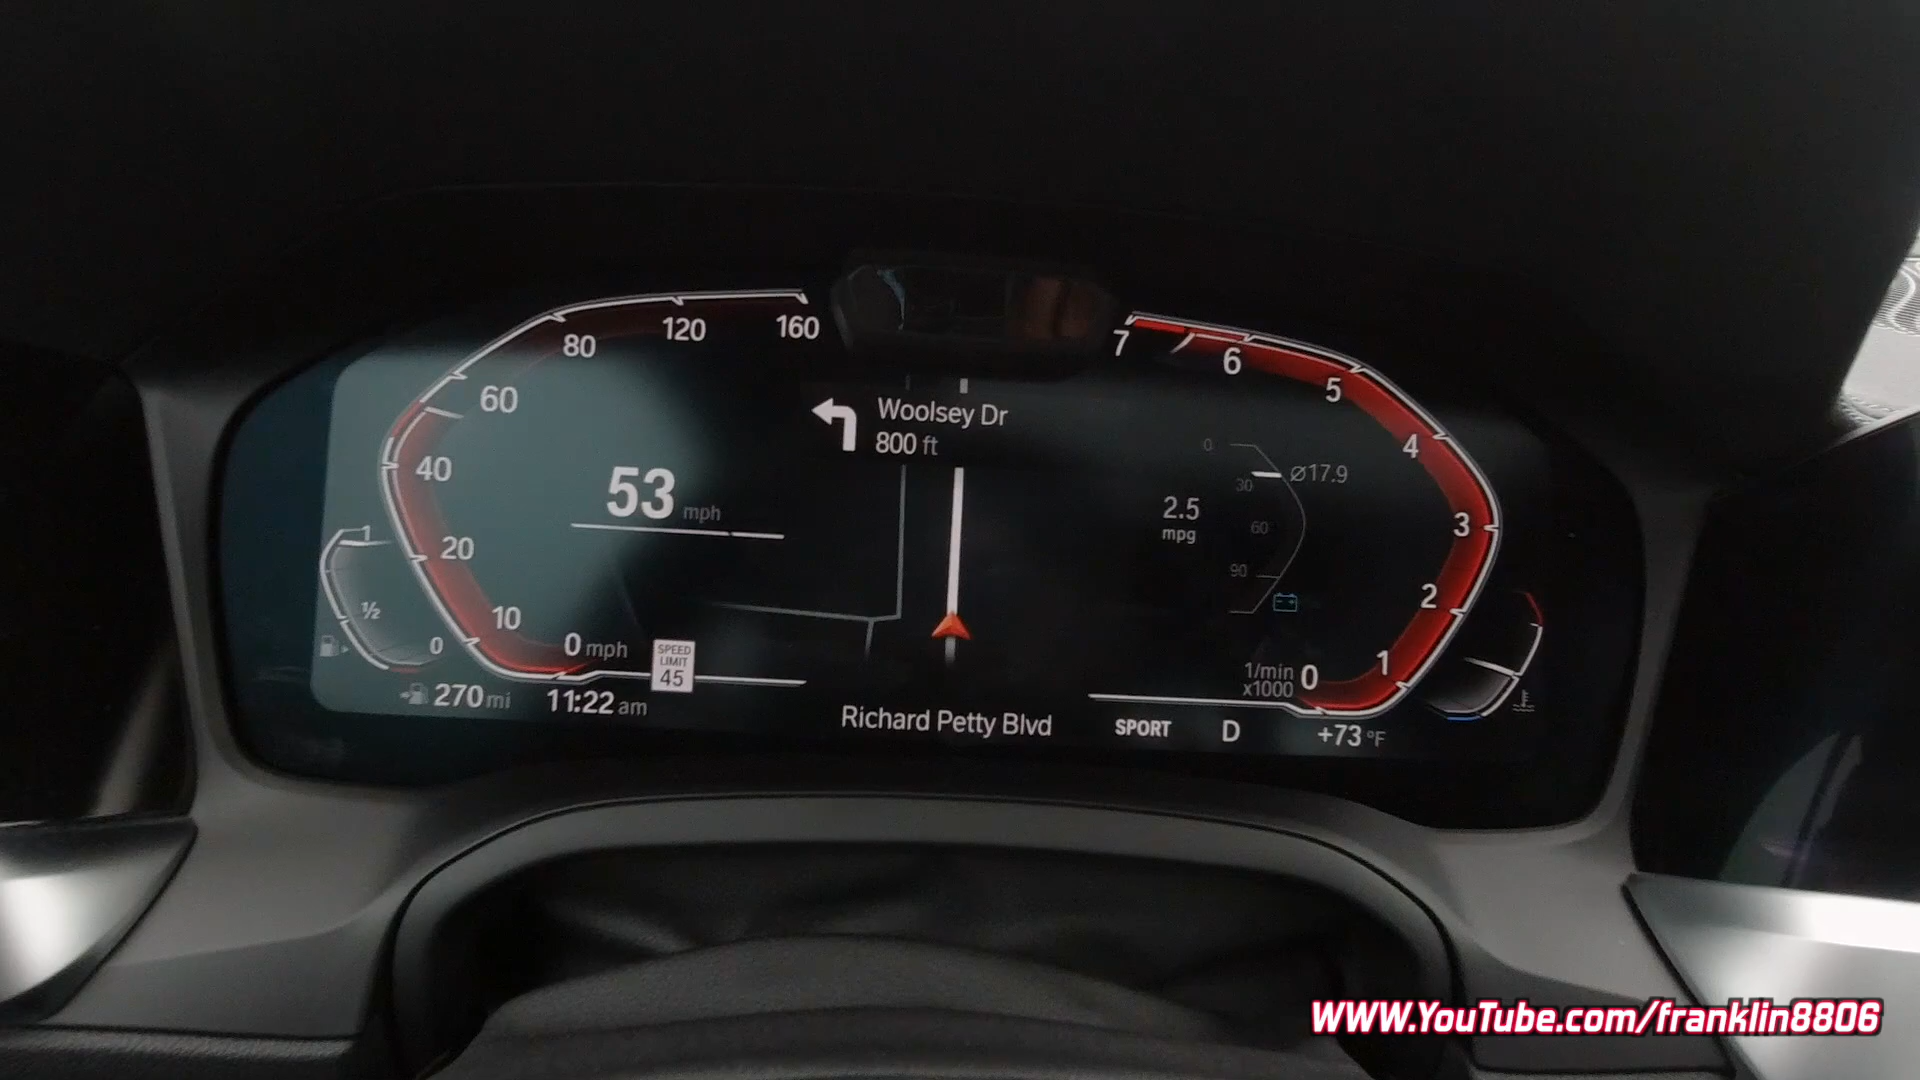 160
120
80
60
40
20
10
0 mph
53 mph
SPEED
LIMIT
45
1
½
0
270 mi
11:22 am
Woolsey Dr
800 ft
Richard Petty Blvd
7
6
5
4
3
2
1
0
1/min
x1000
0
30
60
90
⌀17.9
2.5
mpg
SPORT
D
+73 °F
WWW.YouTube.com/franklin8806